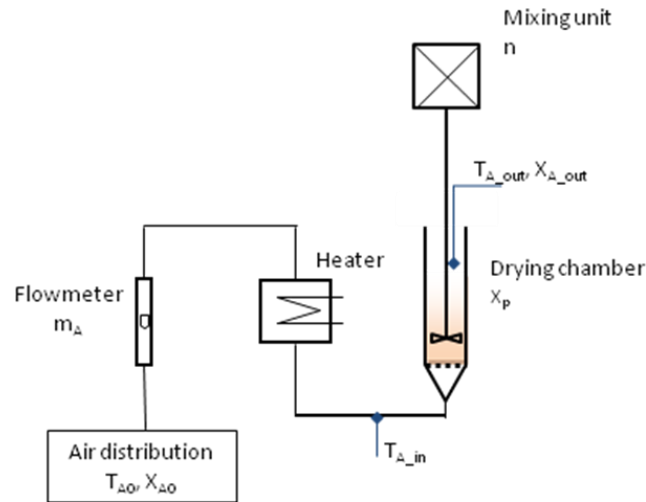 Mixing unit
n
T_A_out, X_A_out
Heater
Drying chamber
X_P
Flowmeter
m_A
Air distribution
T_A0, X_A0
T_A_in